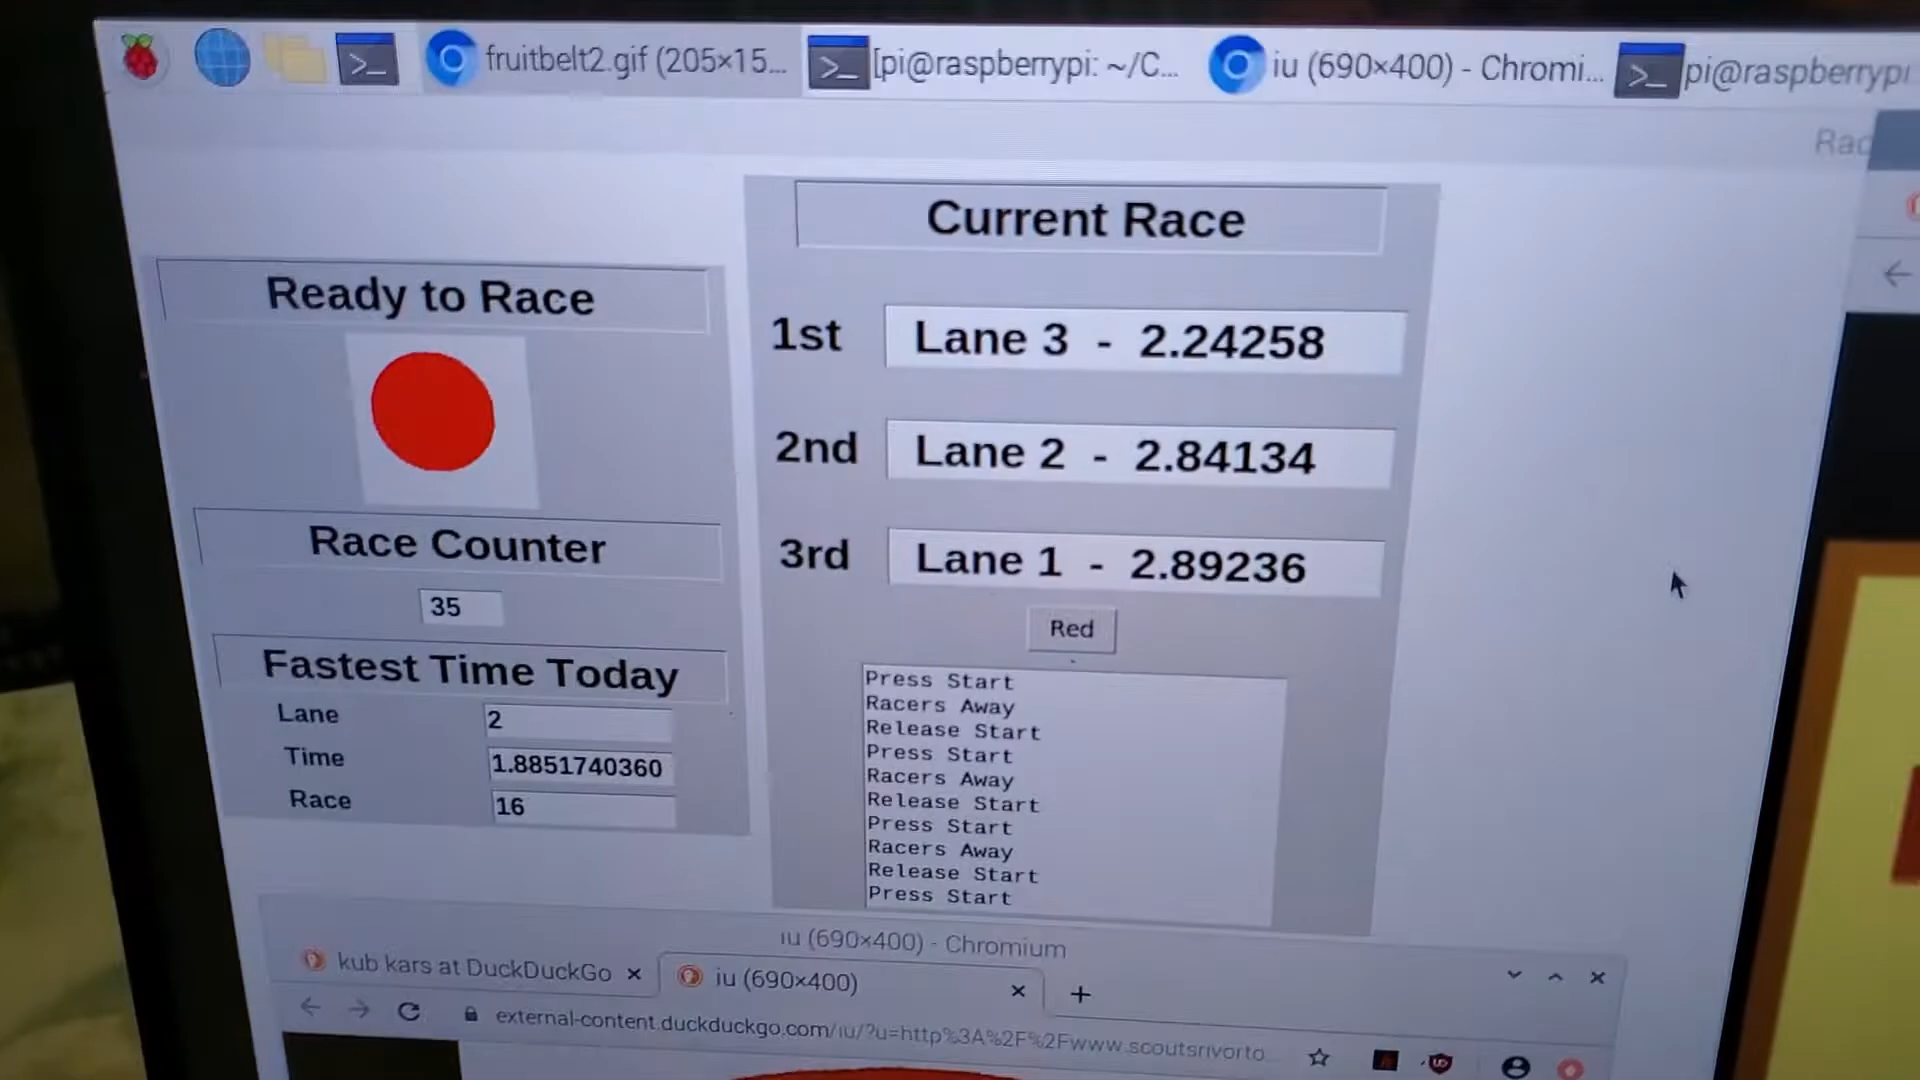 fruitbelt2.gif (205×15...
[pi@raspberrypi: ~/C...
iu (690×400) - Chromi...
pi@raspberrypi
Rac
Current Race
Ready to Race
1st Lane 3 - 2.24258
2nd Lane 2 - 2.84134
3rd Lane 1 - 2.89236
Race Counter
35
Red
Fastest Time Today
Lane 2
Time 1.8851740360
Race 16
Press Start
Racers Away
Release Start
Press Start
Racers Away
Release Start
Press Start
Racers Away
Release Start
Press Start
iu (690×400) - Chromium
kub kars at DuckDuckGo
iu (690×400)
external-content.duckduckgo.com/iu/?u=http%3A%2F%2Fwww.scoutsrivorto